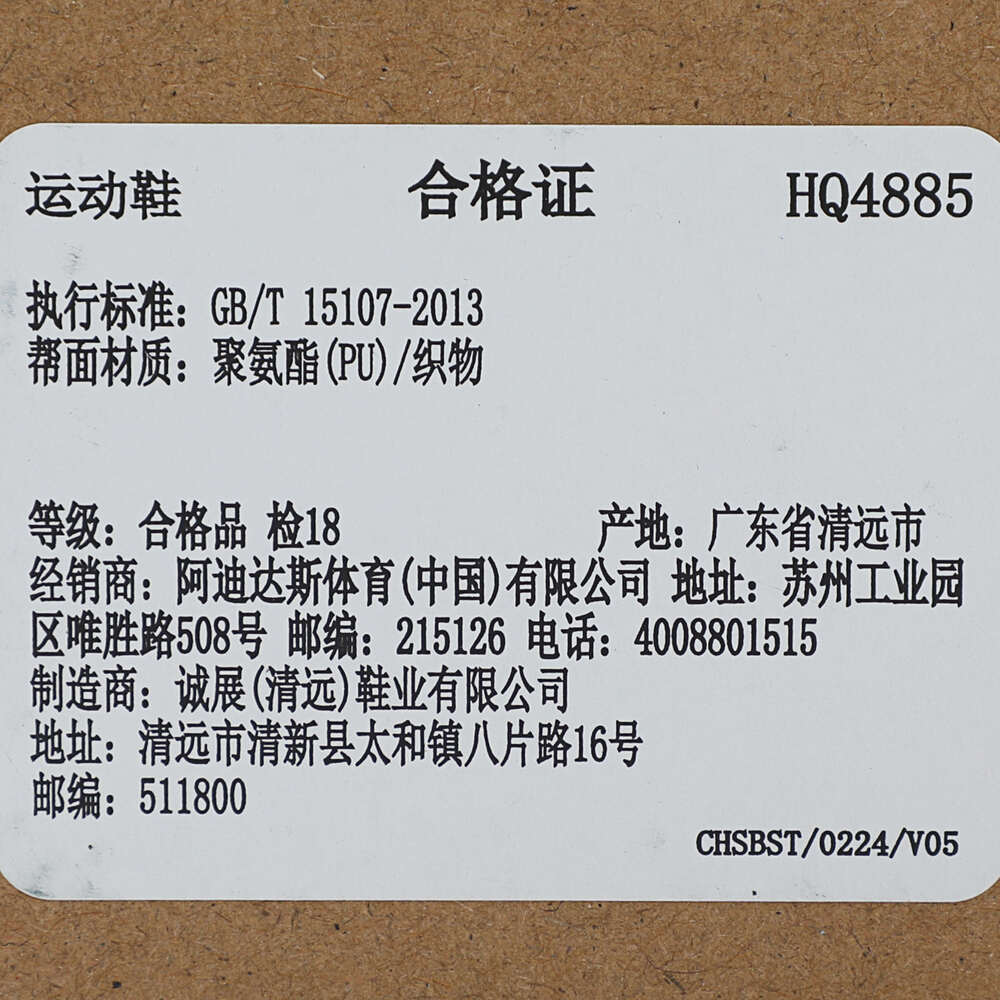 运动鞋 合格证 HQ4885
执行标准：GB/T 15107-2013
帮面材质：聚氨酯(PU)/织物
等级：合格品 检18 产地：广东省清远市
经销商：阿迪达斯体育(中国)有限公司 地址：苏州工业园
区唯胜路508号 邮编：215126 电话：4008801515
制造商：诚展(清远)鞋业有限公司
地址：清远市清新县太和镇八片路16号
邮编：511800
CHSBST/0224/V05